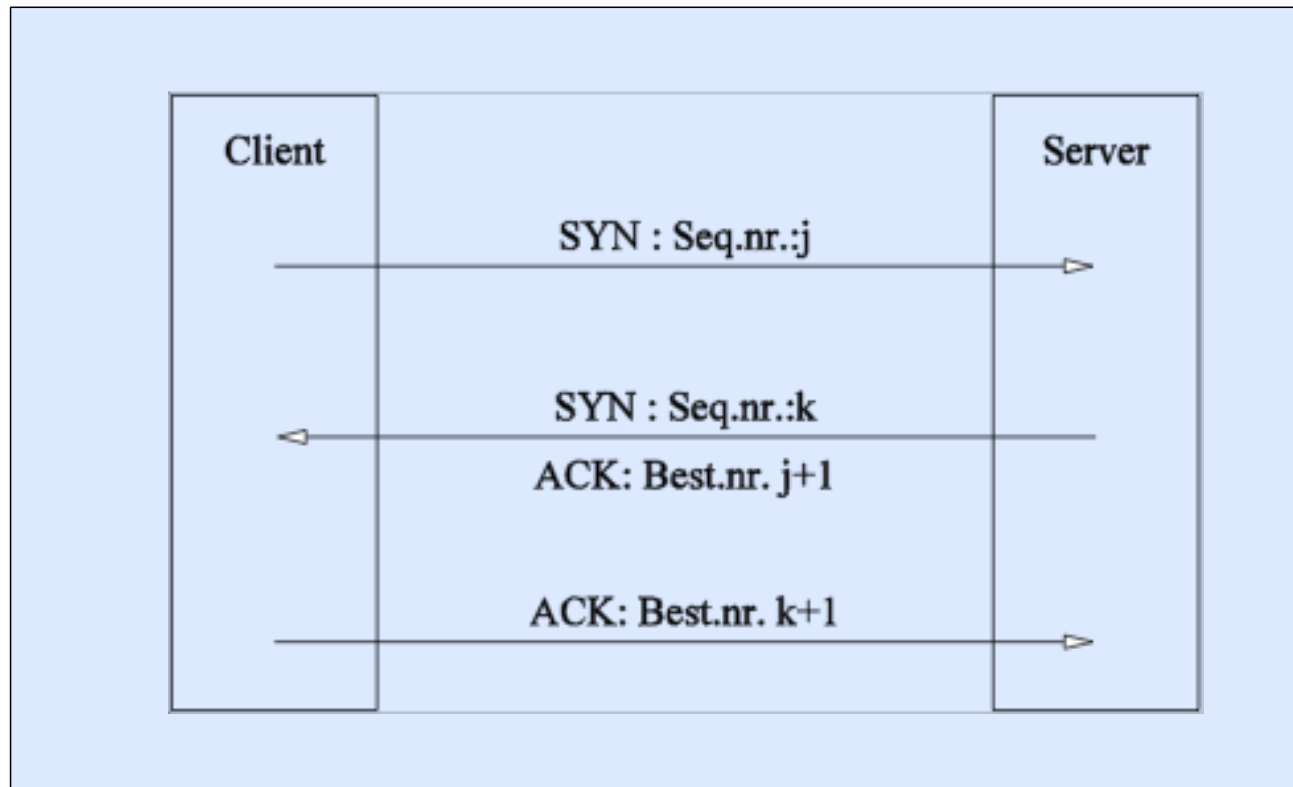 Client
Server
SYN : Seq.nr.:j
SYN : Seq.nr.:k
ACK: Best.nr. j+1
ACK: Best.nr. k+1